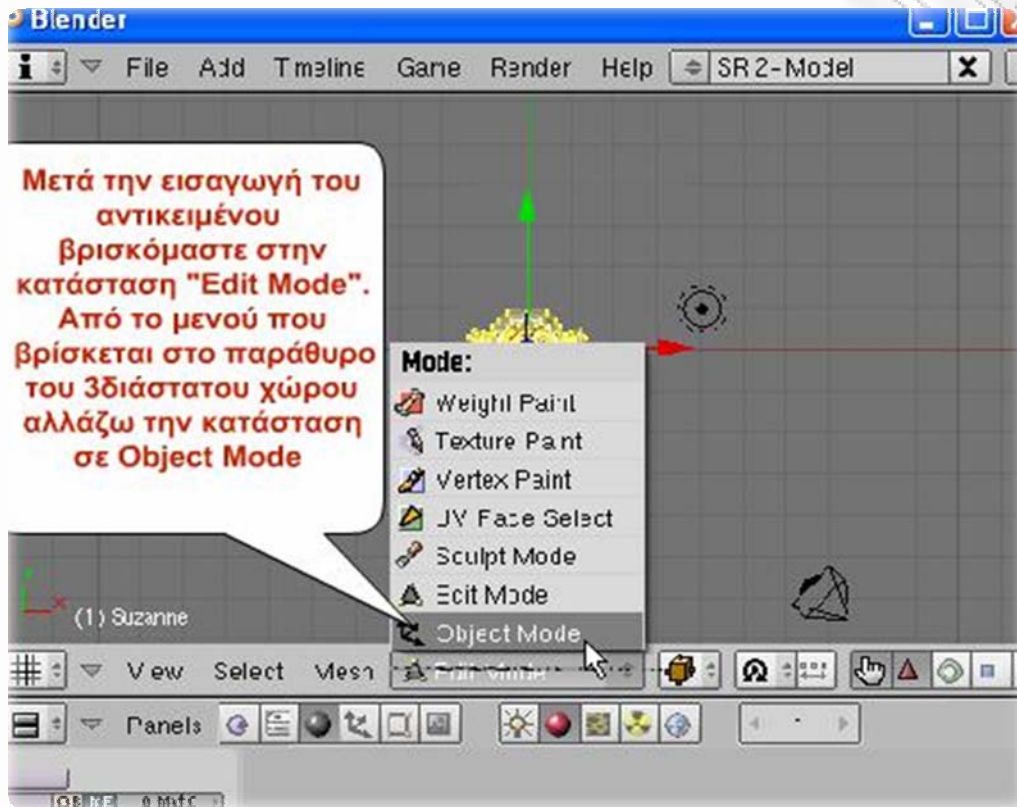 Blender
File Add Timeline Game Render Help SR 2-Model X
Μετά την εισαγωγή του
αντικειμένου
βρισκόμαστε στην
κατάσταση "Edit Mode".
Από το μενού που
βρίσκεται στο παράθυρο
του 3διάστατου χώρου
αλλάζω την κατάσταση
σε Object Mode
Mode:
Weight Paint
Texture Paint
Vertex Paint
UV Face Select
Sculpt Mode
Edit Mode
Object Mode
(1) Suzanne
View Select Mesh Edit Mode
Panels